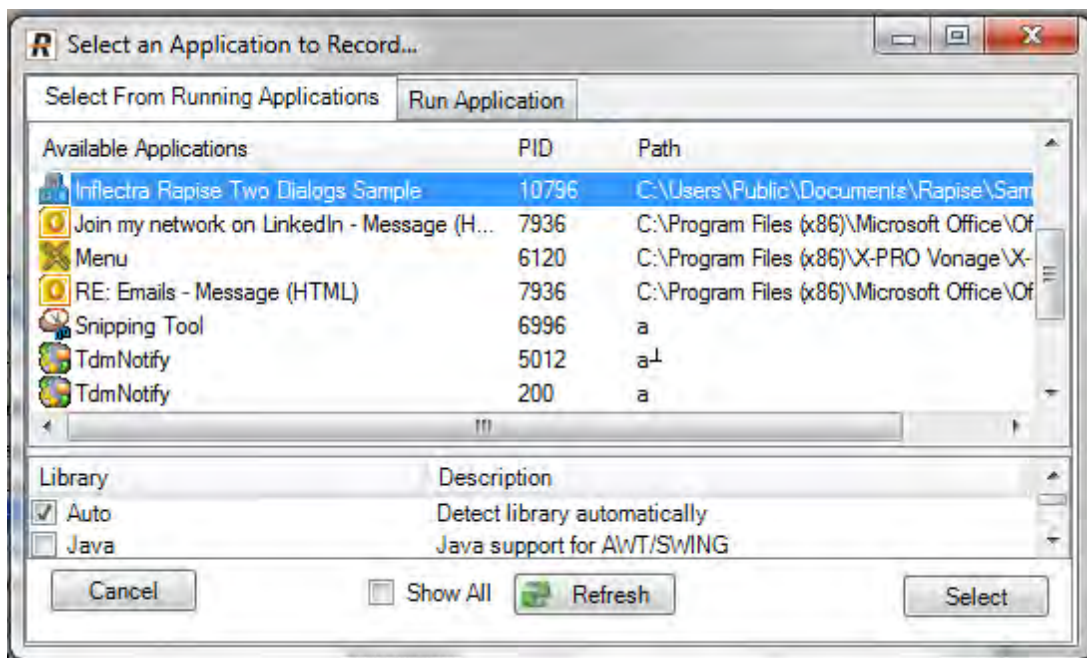 Select an Application to Record...
Select From Running Applications Run Application
Available Applications PID Path
Inflectra Rapise Two Dialogs Sample 10796 C:\Users\Public\Documents\Rapise\Sam
Join my network on LinkedIn - Message (H... 7936 C:\Program Files (x86)\Microsoft Office\Of
Menu 6120 C:\Program Files (x86)\X-PRO Vonage\X-
RE: Emails - Message (HTML) 7936 C:\Program Files (x86)\Microsoft Office\Of
Snipping Tool 6996 a
TdmNotify 5012 a┴
TdmNotify 200 a
Library Description
Auto Detect library automatically
Java Java support for AWT/SWING
Cancel Show All Refresh Select